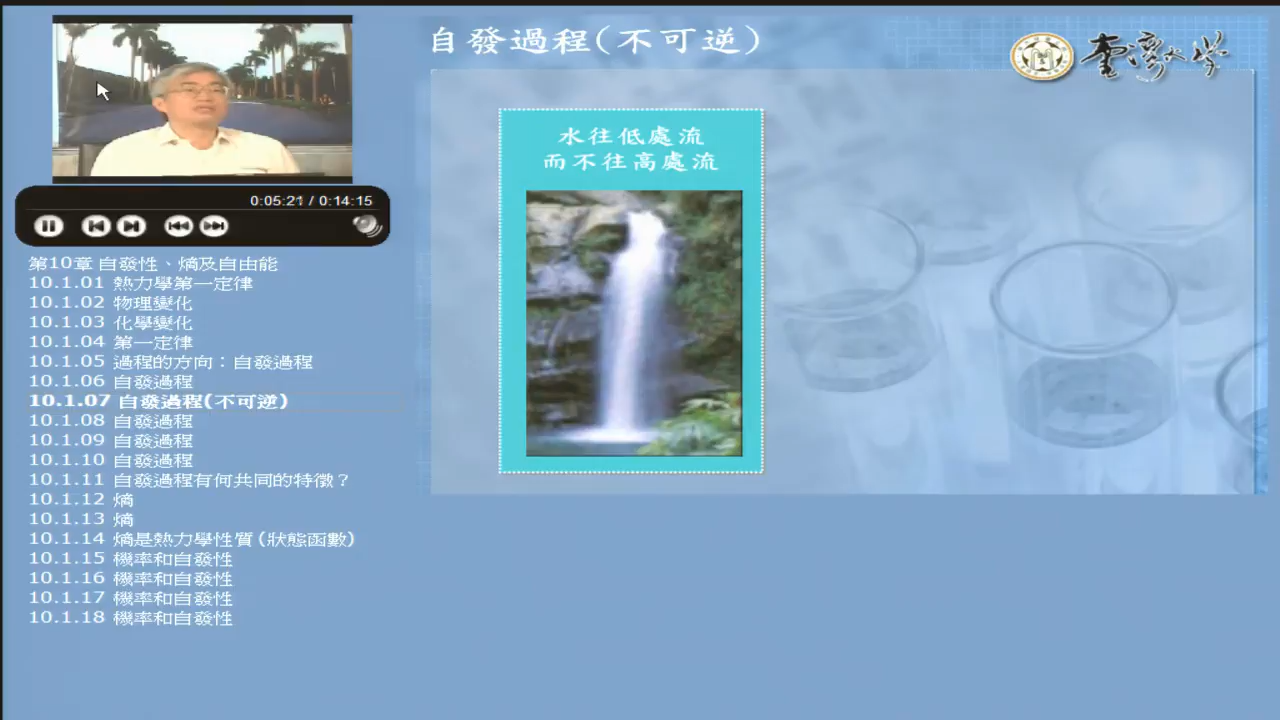 自發過程(不可逆)
臺灣大學
水往低處流
而不往高處流
0:05:21 / 0:14:15
第10章 自發性、熵及自由能
10.1.01 熱力學第一定律
10.1.02 物理變化
10.1.03 化學變化
10.1.04 第一定律
10.1.05 過程的方向：自發過程
10.1.06 自發過程
10.1.07 自發過程(不可逆)
10.1.08 自發過程
10.1.09 自發過程
10.1.10 自發過程
10.1.11 自發過程有何共同的特徵？
10.1.12 熵
10.1.13 熵
10.1.14 熵是熱力學性質(狀態函數)
10.1.15 機率和自發性
10.1.16 機率和自發性
10.1.17 機率和自發性
10.1.18 機率和自發性